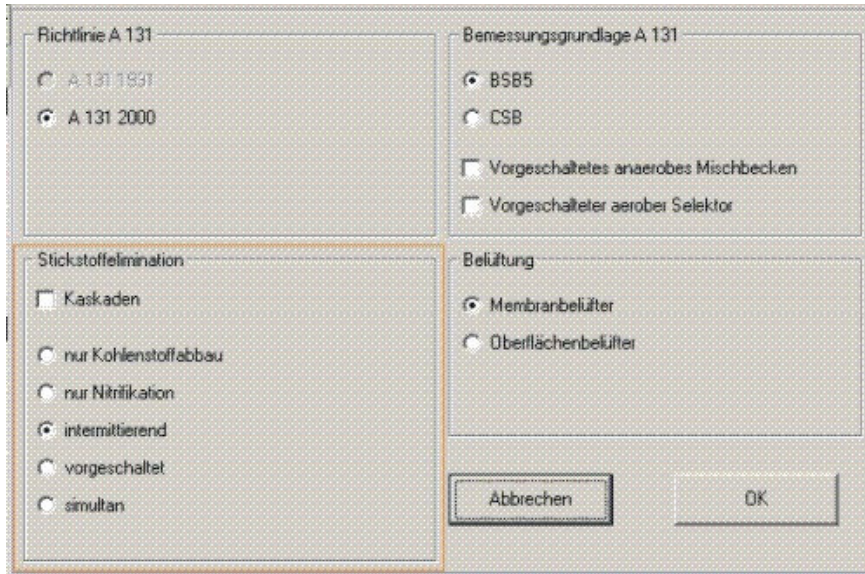 Richtlinie A 131
A 131 1991
A 131 2000
Bemessungsgrundlage A 131
BSB5
CSB
Vorgeschaltetes anaerobes Mischbecken
Vorgeschalteter aerober Selektor
Stickstoffelimination
Kaskaden
nur Kohlenstoffabbau
nur Nitrifikation
intermittierend
vorgeschaltet
simultan
Belüftung
Membranbelüfter
Oberflächenbelüfter
Abbrechen
OK